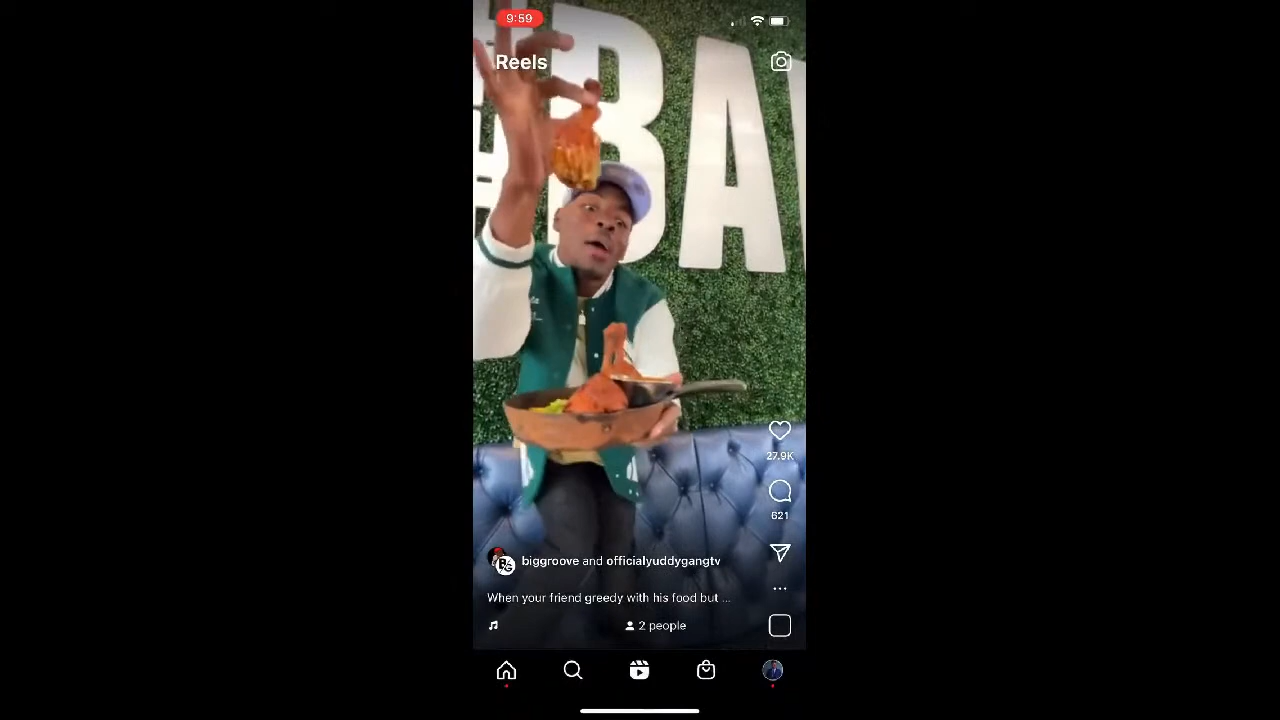 9:59
Reels
BA
27.9K
621
biggroove and officialyuddygangtv
When your friend greedy with his food but ...
2 people